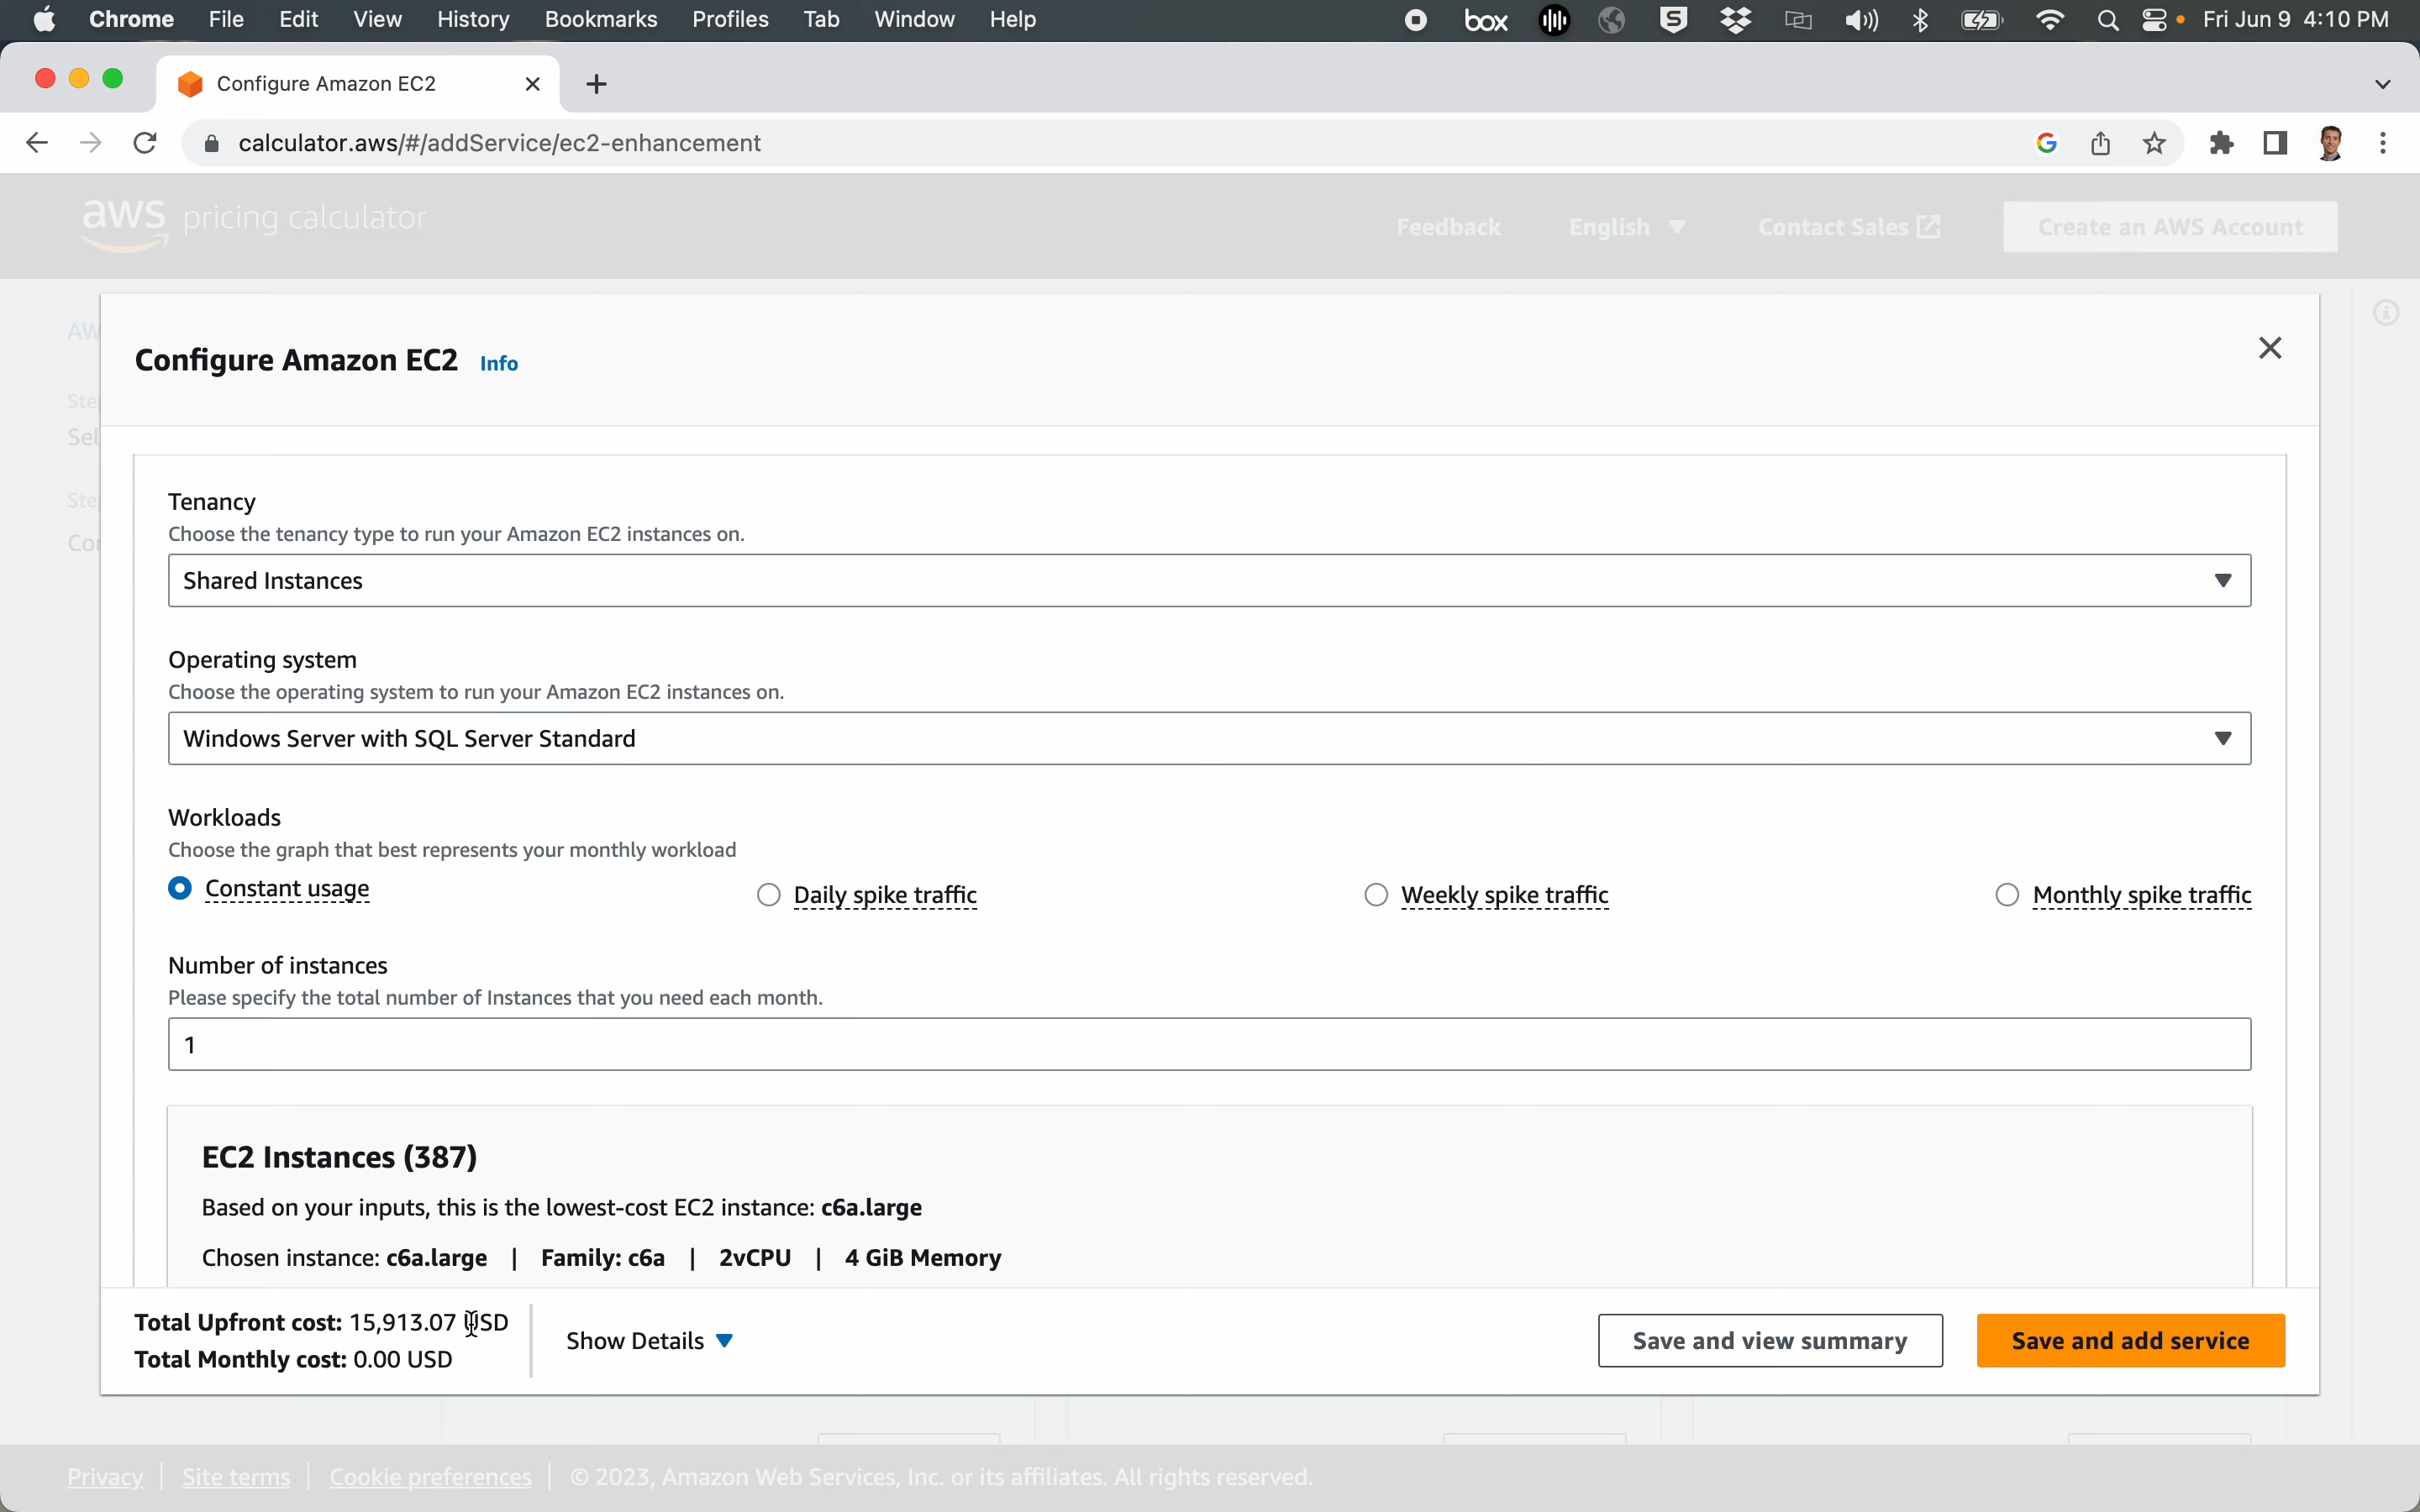 Chrome File Edit View History Bookmarks Profiles Tab Window Help box Fri Jun 9 4:10 PM
Configure Amazon EC2
calculator.aws/#/addService/ec2-enhancement
aws pricing calculator Feedback English Contact Sales Create an AWS Account
AW
Configure Amazon EC2 Info
Ste
Sel
Ste
Tenancy
Choose the tenancy type to run your Amazon EC2 instances on.
Co
Shared Instances
Operating system
Choose the operating system to run your Amazon EC2 instances on.
Windows Server with SQL Server Standard
Workloads
Choose the graph that best represents your monthly workload
Constant usage Daily spike traffic Weekly spike traffic Monthly spike traffic
Number of instances
Please specify the total number of Instances that you need each month.
1
EC2 Instances (387)
Based on your inputs, this is the lowest-cost EC2 instance: c6a.large
Chosen instance: c6a.large | Family: c6a | 2vCPU | 4 GiB Memory
Total Upfront cost: 15,913.07 USD
Show Details Save and view summary Save and add service
Total Monthly cost: 0.00 USD
Privacy | Site terms | Cookie preferences | © 2023, Amazon Web Services, Inc. or its affiliates. All rights reserved.